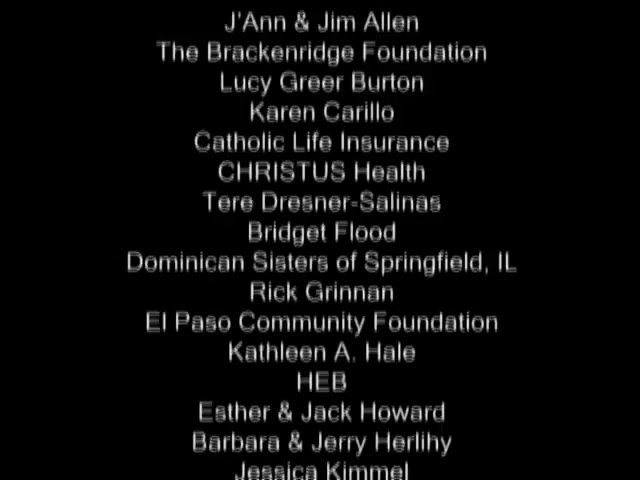 J'Ann & Jim Allen
The Brackenridge Foundation
Lucy Greer Burton
Karen Carillo
Catholic Life Insurance
CHRISTUS Health
Tere Dresner-Salinas
Bridget Flood
Dominican Sisters of Springfield, IL
Rick Grinnan
El Paso Community Foundation
Kathleen A. Hale
HEB
Esther & Jack Howard
Barbara & Jerry Herlihy
Jessica Kimmel